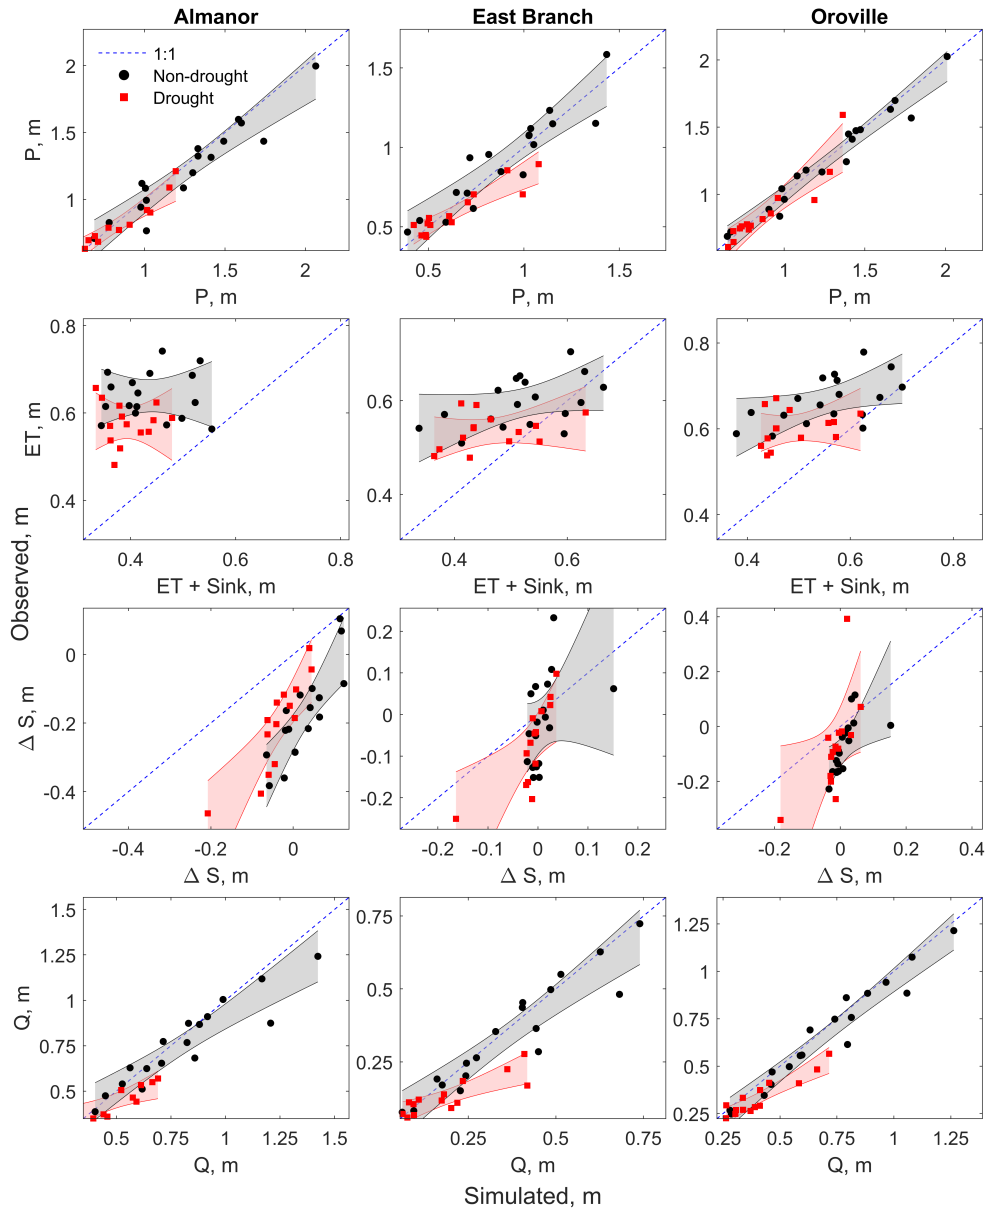 Almanor
East Branch
Oroville
1:1
Non-drought
Drought
2
1.5
1
P, m
1 1.5 2
P, m
1.5
1
0.5
0.5 1 1.5
P, m
2
1.5
1
1 1.5 2
P, m
0.8
0.6
0.4
ET, m
0.4 0.6 0.8
ET + Sink, m
0.6
0.4
0.4 0.6
ET + Sink, m
0.8
0.6
0.4
0.4 0.6 0.8
ET + Sink, m
Observed, m
0
-0.2
-0.4
Δ S, m
-0.4 -0.2 0
Δ S, m
0.2
0.1
0
-0.1
-0.2
-0.2 -0.1 0 0.1 0.2
Δ S, m
0.4
0.2
0
-0.2
-0.2 0 0.2 0.4
Δ S, m
1.5
1.25
1
0.75
0.5
Q, m
0.5 0.75 1 1.25 1.5
Q, m
0.75
0.5
0.25
0.25 0.5 0.75
Q, m
1.25
1
0.75
0.5
0.25
0.25 0.5 0.75 1 1.25
Q, m
Simulated, m